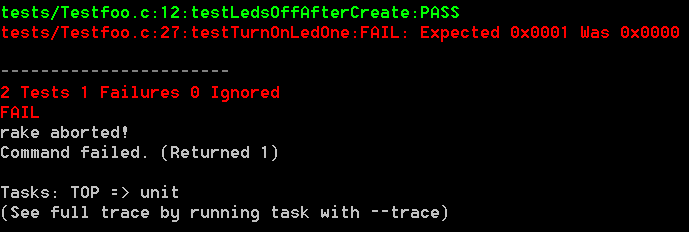 tests/Testfoo.c:12:testLedsOffAfterCreate:PASS
tests/Testfoo.c:27:testTurnOnLedOne:FAIL: Expected 0x0001 Was 0x0000
-----------------------
2 Tests 1 Failures 0 Ignored
FAIL
rake aborted!
Command failed. (Returned 1)
Tasks: TOP => unit
(See full trace by running task with --trace)